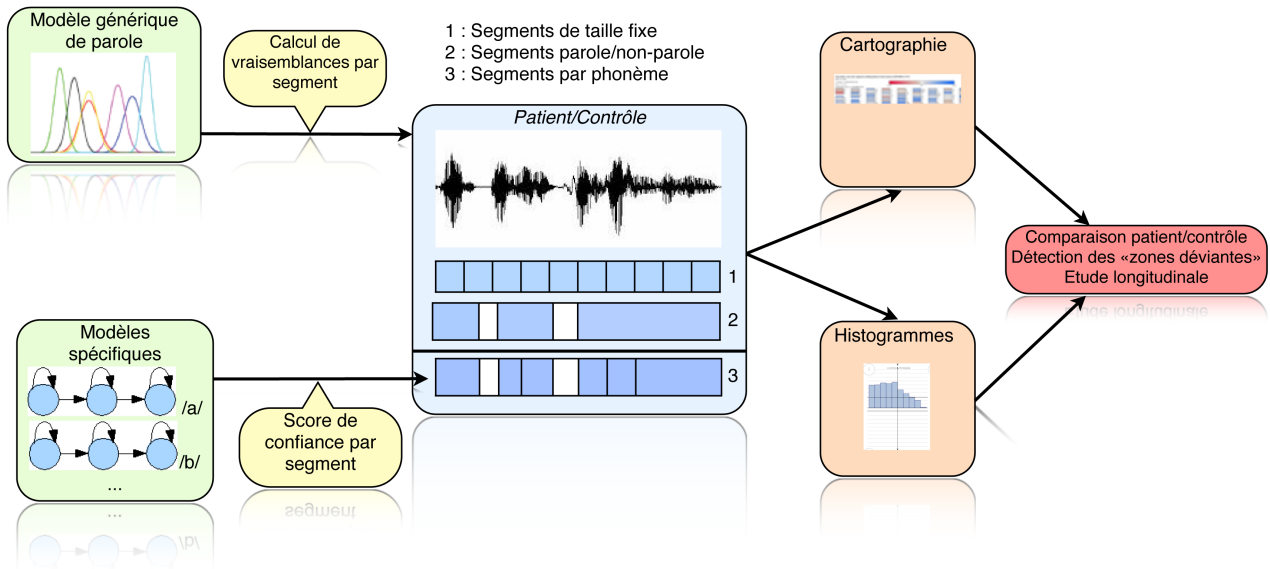 Modèle générique
de parole
Calcul de
vraisemblances par
segment
1 : Segments de taille fixe
2 : Segments parole/non-parole
3 : Segments par phonème
Patient/Contrôle
1
2
3
Modèles
spécifiques
/a/
/b/
...
Score de
confiance par
segment
Cartographie
Histogrammes
Comparaison patient/contrôle
Détection des «zones déviantes»
Etude longitudinale